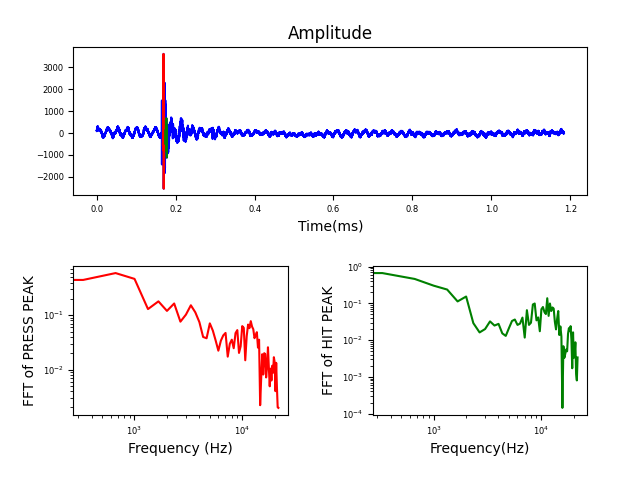 Amplitude
3000
2000
1000
0
−1000
−2000
0.0 0.2 0.4 0.6 0.8 1.0 1.2
Time(ms)
FFT of PRESS PEAK
10⁻¹
10⁻²
10³ 10⁴
Frequency (Hz)
FFT of HIT PEAK
10⁰
10⁻¹
10⁻²
10⁻³
10⁻⁴
10³ 10⁴
Frequency(Hz)